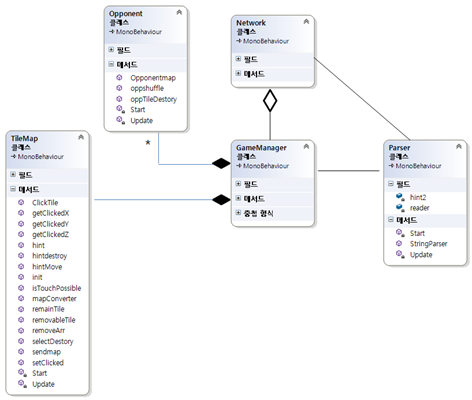 Opponent
클래스
MonoBehaviour
필드
메서드
Opponentmap
oppshuffle
oppTileDestory
Start
Update
*
Network
클래스
MonoBehaviour
필드
메서드
TileMap
클래스
MonoBehaviour
필드
메서드
ClickTile
getClickedX
getClickedY
getClickedZ
hint
hintdestroy
hintMove
init
isTouchPossible
mapConverter
remainTile
removableTile
removeArr
selectDestory
sendmap
setClicked
Start
Update
GameManager
클래스
MonoBehaviour
필드
메서드
중첩 형식
Parser
클래스
MonoBehaviour
필드
hint2
reader
메서드
Start
StringParser
Update